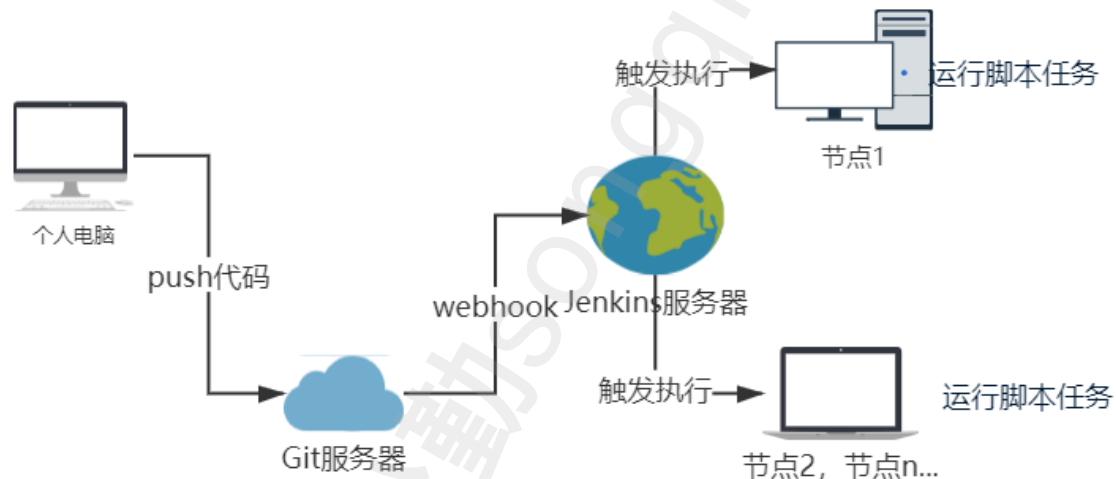 触发执行
运行脚本任务
节点1
个人电脑
push代码
webhook
Jenkins服务器
触发执行
运行脚本任务
Git服务器
节点2，节点n...